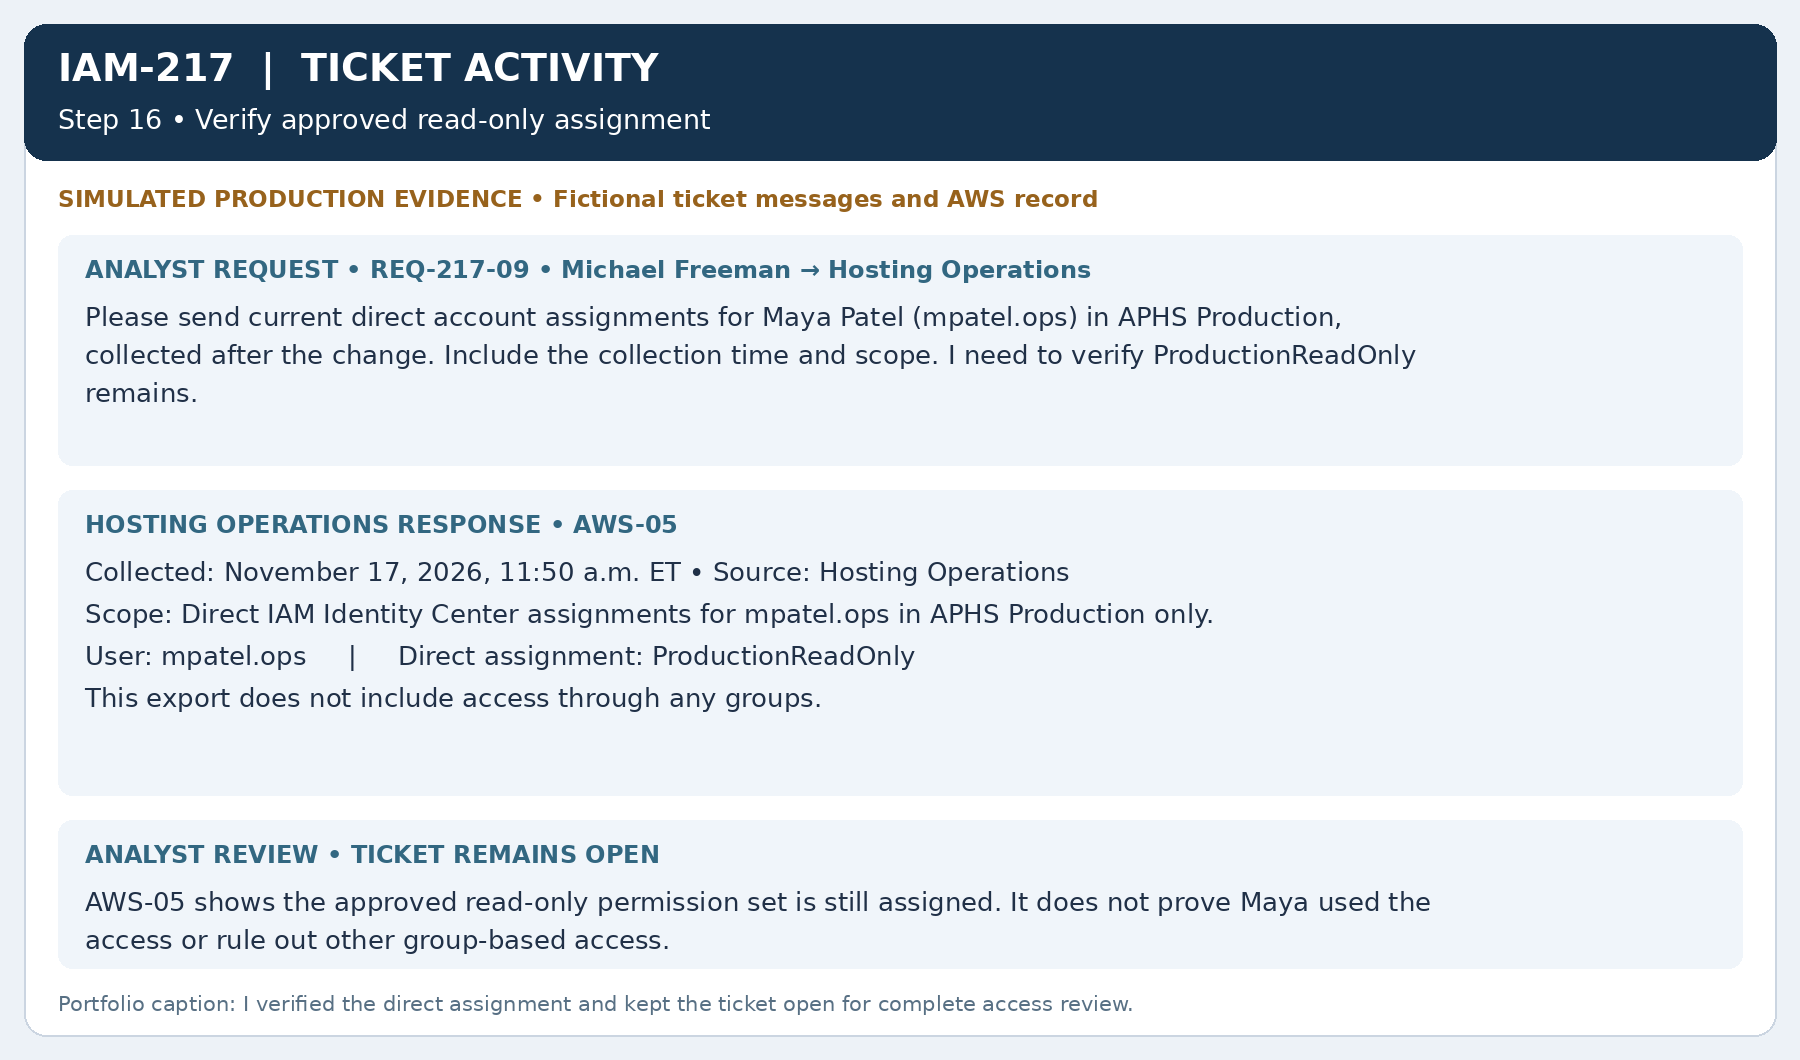 IAM-217 | TICKET ACTIVITY
Step 16 • Verify approved read-only assignment
SIMULATED PRODUCTION EVIDENCE • Fictional ticket messages and AWS record
ANALYST REQUEST • REQ-217-09 • Michael Freeman → Hosting Operations
Please send current direct account assignments for Maya Patel (mpatel.ops) in APHS Production,
collected after the change. Include the collection time and scope. I need to verify ProductionReadOnly
remains.
HOSTING OPERATIONS RESPONSE • AWS-05
Collected: November 17, 2026, 11:50 a.m. ET • Source: Hosting Operations
Scope: Direct IAM Identity Center assignments for mpatel.ops in APHS Production only.
User: mpatel.ops | Direct assignment: ProductionReadOnly
This export does not include access through any groups.
ANALYST REVIEW • TICKET REMAINS OPEN
AWS-05 shows the approved read-only permission set is still assigned. It does not prove Maya used the
access or rule out other group-based access.
Portfolio caption: I verified the direct assignment and kept the ticket open for complete access review.